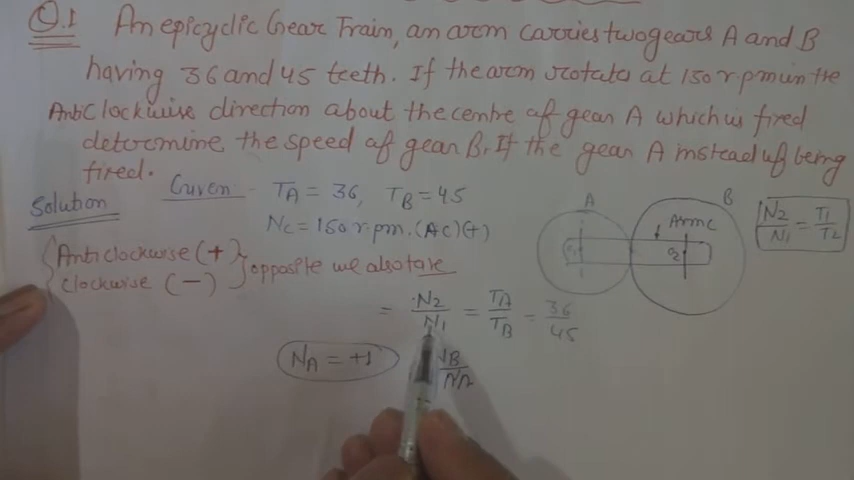 Q.1 An epicyclic Gear Train, an arm carries two gears A and B
having 36 and 45 teeth. If the arm rotates at 150 r.p.m in the
Anticlockwise direction about the centre of gear A which is fixed
determine the speed of gear B. If the gear A instead of being
fixed.
Solution Given - TA = 36, TB = 45
NC = 150 r.p.m. (AC)(+)
Anticlockwise (+)
Clockwise (-)
opposite we also take
A B
Arm C
C1 C2
N2/N1 = T1/T2
= N2/N1 = TA/TB = 36/45
NA = +1